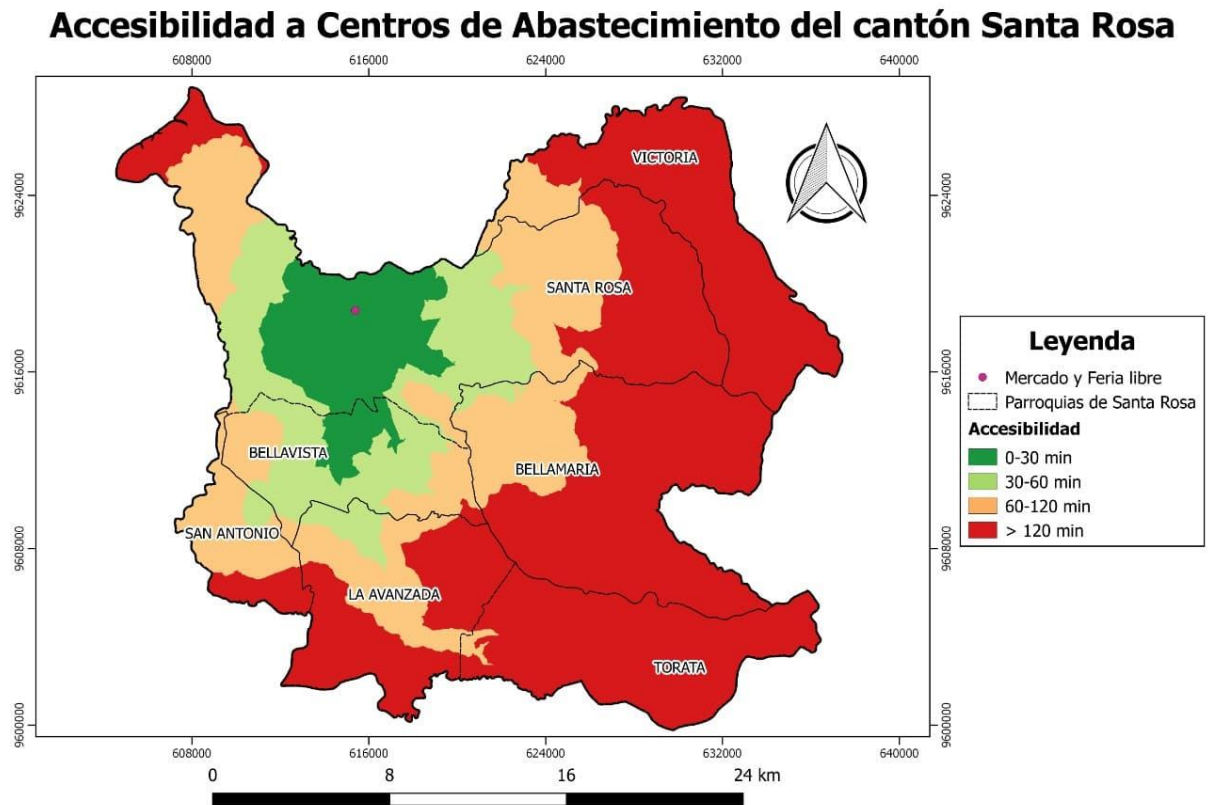 Accesibilidad a Centros de Abastecimiento del cantón Santa Rosa
608000 616000 624000 632000 640000
9624000 9624000
9616000 9616000
9608000 9608000
9600000 9600000
VICTORIA
SANTA ROSA
BELLAVISTA
BELLAMARIA
SAN ANTONIO
LA AVANZADA
TORATA
Leyenda
Mercado y Feria libre
Parroquias de Santa Rosa
Accesibilidad
0-30 min
30-60 min
60-120 min
> 120 min
608000 616000 624000 632000 640000
0 8 16 24 km